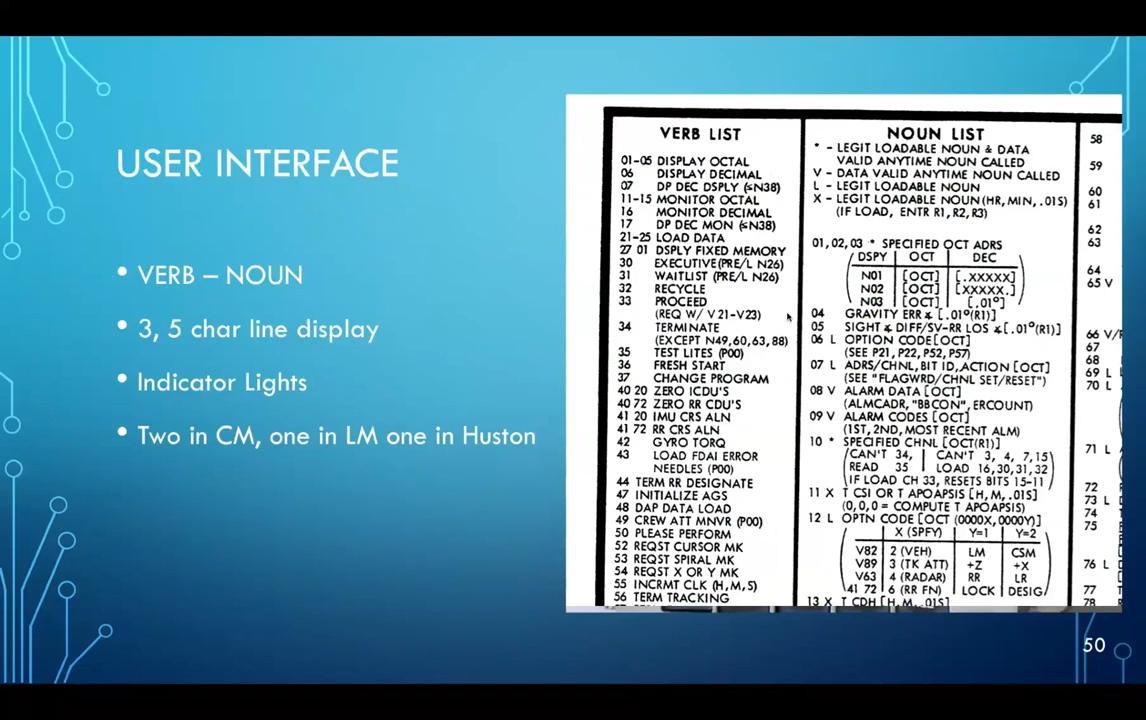 USER INTERFACE
• VERB – NOUN
• 3, 5 char line display
• Indicator Lights
• Two in CM, one in LM one in Huston
VERB LIST
01-05 DISPLAY OCTAL
06 DISPLAY DECIMAL
07 DP DEC DSPLY (≤N38)
11-15 MONITOR OCTAL
16 MONITOR DECIMAL
17 DP DEC MON (≤N38)
21-25 LOAD DATA
27 01 DSPLY FIXED MEMORY
30 EXECUTIVE (PRE/L N26)
31 WAITLIST (PRE/L N26)
32 RECYCLE
33 PROCEED
(REQ W/ V21-V23)
34 TERMINATE
(EXCEPT N49,60,63,88)
35 TEST LITES (P00)
36 FRESH START
37 CHANGE PROGRAM
40 20 ZERO ICDU'S
40 72 ZERO RR CDU'S
41 20 IMU CRS ALN
41 72 RR CRS ALN
42 GYRO TORQ
43 LOAD FDAI ERROR
NEEDLES (P00)
44 TERM RR DESIGNATE
47 INITIALIZE AGS
48 DAP DATA LOAD
49 CREW ATT MNVR (P00)
50 PLEASE PERFORM
52 REQST CURSOR MK
53 REQST SPIRAL MK
54 REQST X OR Y MK
55 INCRMT CLK (H,M,S)
56 TERM TRACKING
NOUN LIST
* - LEGIT LOADABLE NOUN & DATA
VALID ANYTIME NOUN CALLED
V - DATA VALID ANYTIME NOUN CALLED
L - LEGIT LOADABLE NOUN
X - LEGIT LOADABLE NOUN (HR, MIN, .01S)
(IF LOAD, ENTR R1, R2, R3)
01,02,03 * SPECIFIED OCT ADRS
DSPY OCT DEC
N01 [OCT] [.XXXXX]
N02 [OCT] [XXXXX.]
N03 [OCT] [.01°]
04 GRAVITY ERR ∡ [.01°(R1)]
05 SIGHT ∡ DIFF/SV-RR LOS ∡[.01°(R1)]
06 L OPTION CODE [OCT]
(SEE P21, P22, P52, P57)
07 L ADRS/CHNL, BIT ID, ACTION [OCT]
(SEE "FLAGWRD/CHNL SET/RESET")
08 V ALARM DATA [OCT]
(ALMCADR, "BBCON", ERCOUNT)
09 V ALARM CODES [OCT]
(1ST, 2ND, MOST RECENT ALM)
10 * SPECIFIED CHNL [OCT(R1)]
(CAN'T 34, CAN'T 3, 4, 7,15)
READ 35 LOAD 16,30,31,32
(IF LOAD CH 33, RESETS BITS 15-11)
11 X T CSI OR T APOAPSIS [H, M, .01S]
(0,0,0 = COMPUTE T APOAPSIS)
12 L OPTN CODE [OCT (0000X, 0000Y)]
X (SPFY) Y=1 Y=2
V82 2 (VEH) LM CSM
V89 3 (TK ATT) +Z +X
V63 4 (RADAR) RR LR
41 72 6 (RR FN) LOCK DESIG
13 X T CDH [H, M, .01S]
58
59
60
61
62
63
64
65 V
66
67
68
69 L
70 L
71 L
72
73 L
74
75
76 L
77
78
50